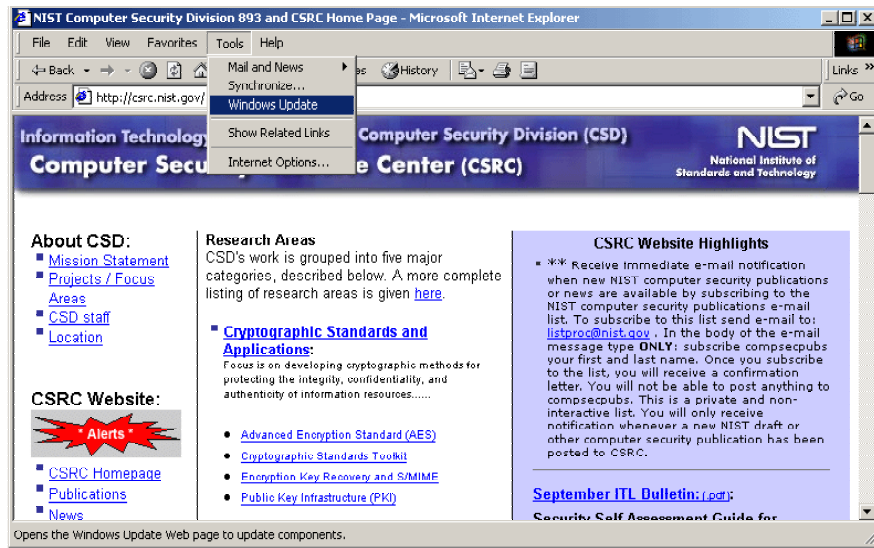 NIST Computer Security Division 893 and CSRC Home Page - Microsoft Internet Explorer
File Edit View Favorites Tools Help
Back History Links »
Address http://csrc.nist.gov/ Go
Mail and News
Synchronize...
Windows Update
Show Related Links
Internet Options...
Computer Security Division (CSD)
Computer
Center (CSRC)
NIST
National Institute of
Standards and Technology
About CSD:
Mission Statement
Projects / Focus
Areas
CSD staff
Location
CSRC Website:
* Alerts *
CSRC Homepage
Publications
News
Research Areas
CSD's work is grouped into five major
categories, described below. A more complete
listing of research areas is given here.
Cryptographic Standards and
Applications:
Focus is on developing cryptographic methods for
protecting the integrity, confidentiality, and
authenticity of information resources......
Advanced Encryption Standard (AES)
Cryptographic Standards Toolkit
Encryption Key Recovery and S/MIME
Public Key Infrastructure (PKI)
CSRC Website Highlights
** Receive immediate e-mail notification
when new NIST computer security publications
or news are available by subscribing to the
NIST computer security publications e-mail
list. To subscribe to this list send e-mail to:
listproc@nist.gov . In the body of the e-mail
message type ONLY: subscribe compsecpubs
your first and last name. Once you subscribe
to the list, you will receive a confirmation
letter. You will not be able to post anything to
compsecpubs. This is a private and non-
interactive list. You will only receive
notification whenever a new NIST draft or
other computer security publication has been
posted to CSRC.
September ITL Bulletin: (.pdf):
Security Self Assessment Guide for
Opens the Windows Update Web page to update components.